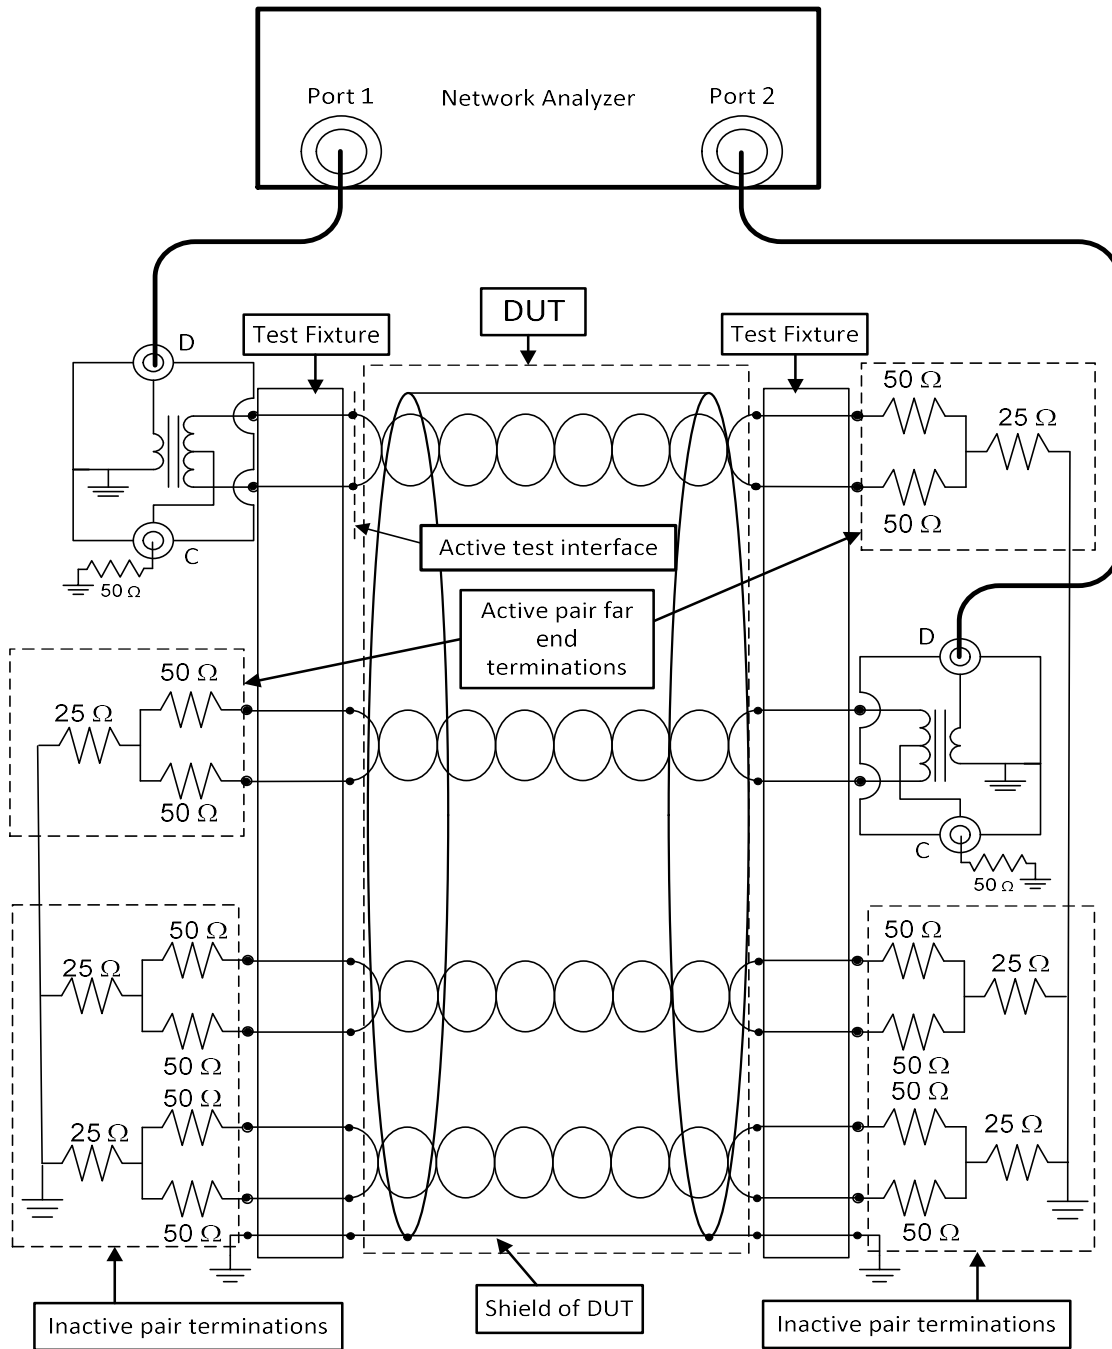 Port 1
Network Analyzer
Port 2
DUT
Test Fixture
Test Fixture
D
50 Ω
25 Ω
50 Ω
C
50 Ω
Active test interface
Active pair far
end
terminations
D
50 Ω
25 Ω
50 Ω
C
50 Ω
50 Ω
25 Ω
50 Ω
50 Ω
25 Ω
50 Ω
50 Ω
25 Ω
50 Ω
50 Ω
25 Ω
50 Ω
Shield of DUT
Inactive pair terminations
Inactive pair terminations